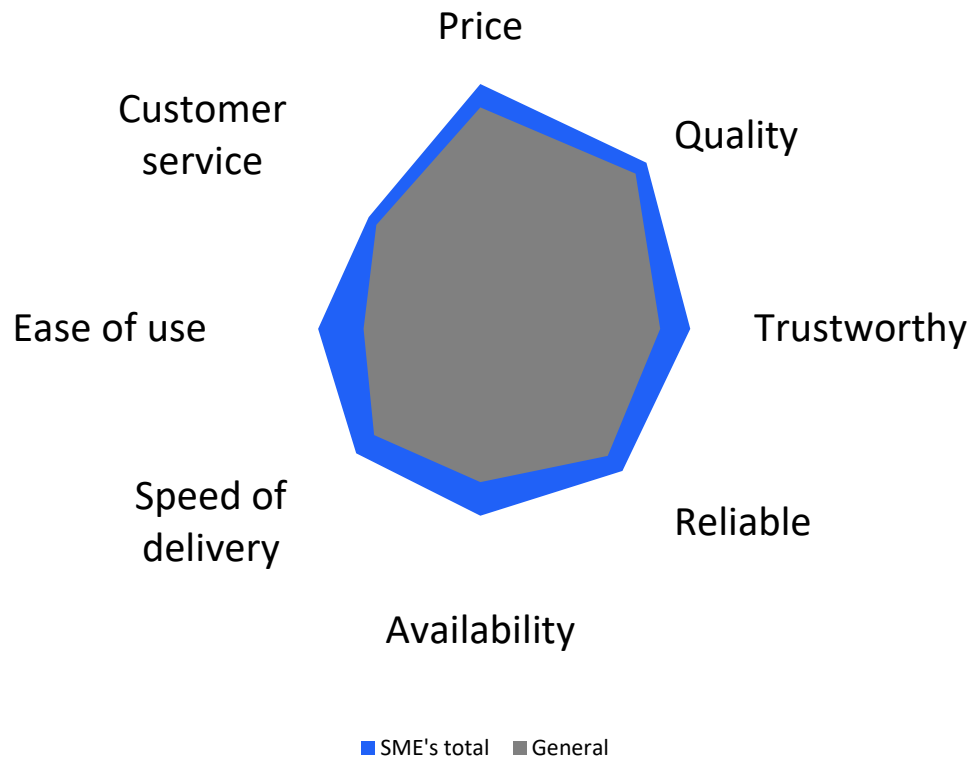 Price
Customer
service
Quality
Ease of use
Trustworthy
Speed of
delivery
Reliable
Availability
SME's total
General